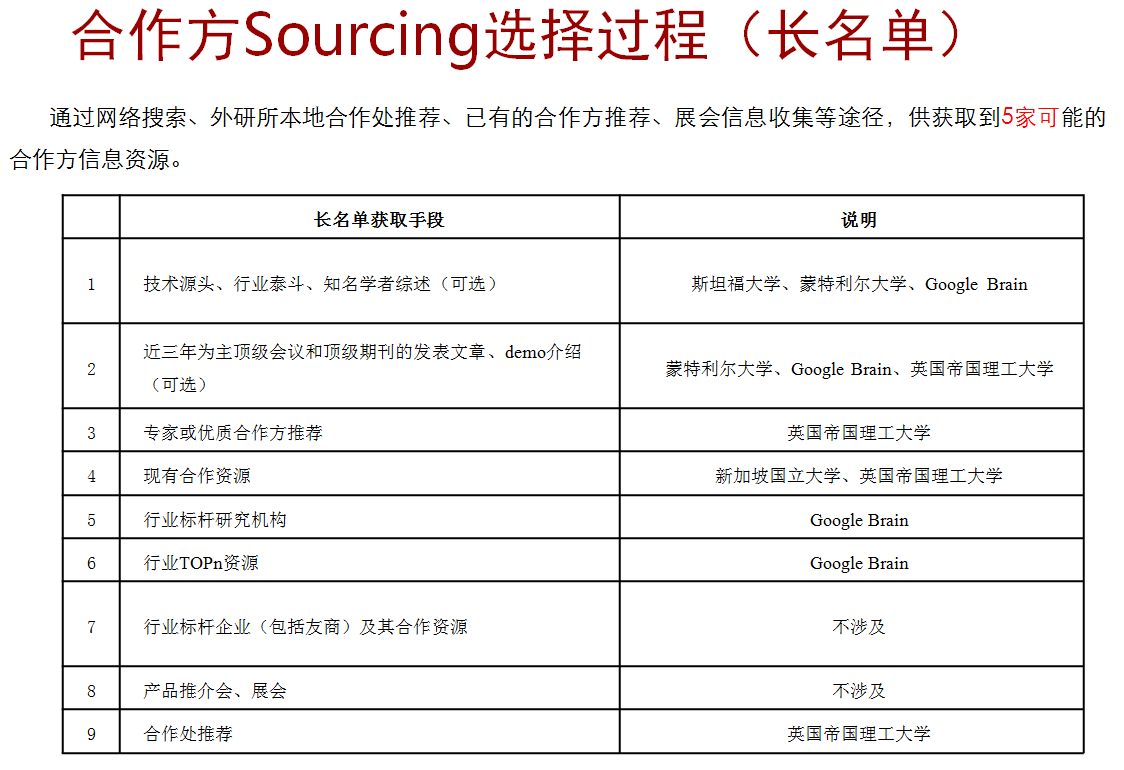 合作方Sourcing选择过程（长名单）
通过网络搜索、外研所本地合作处推荐、已有的合作方推荐、展会信息收集等途径，供获取到5家可能的
合作方信息资源。
长名单获取手段 说明
1 技术源头、行业泰斗、知名学者综述（可选） 斯坦福大学、蒙特利尔大学、Google Brain
近三年为主顶级会议和顶级期刊的发表文章、demo介绍
2 （可选） 蒙特利尔大学、Google Brain、英国帝国理工大学
3 专家或优质合作方推荐 英国帝国理工大学
4 现有合作资源 新加坡国立大学、英国帝国理工大学
5 行业标杆研究机构 Google Brain
6 行业TOPn资源 Google Brain
7 行业标杆企业（包括友商）及其合作资源 不涉及
8 产品推介会、展会 不涉及
9 合作处推荐 英国帝国理工大学